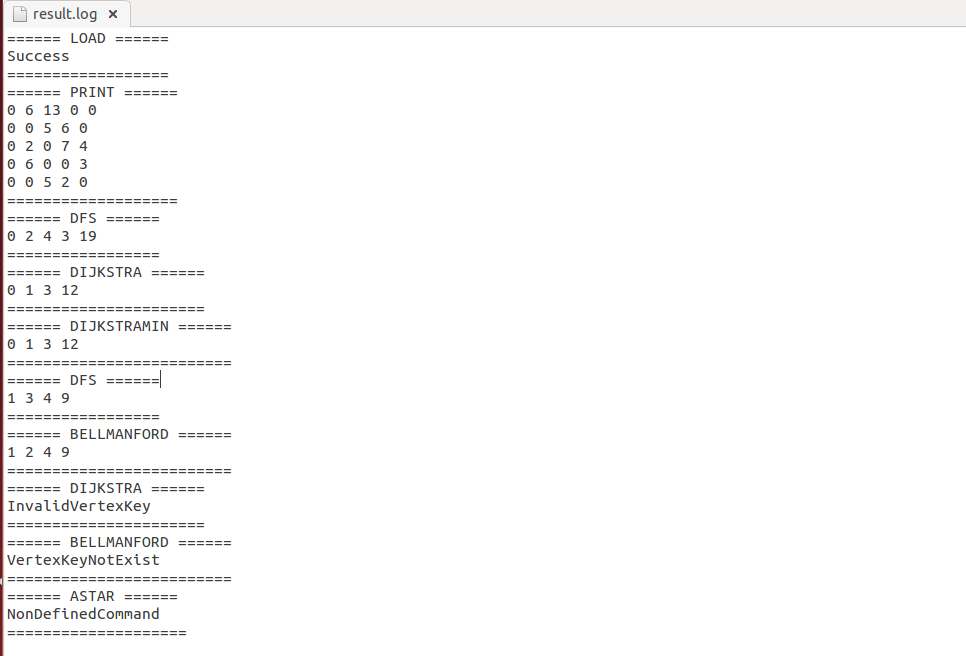 result.log
====== LOAD ======
Success
==================
====== PRINT ======
0 6 13 0 0
0 0 5 6 0
0 2 0 7 4
0 6 0 0 3
0 0 5 2 0
===================
====== DFS ======
0 2 4 3 19
=================
====== DIJKSTRA ======
0 1 3 12
======================
====== DIJKSTRAMIN ======
0 1 3 12
=========================
====== DFS ======
1 3 4 9
=================
====== BELLMANFORD ======
1 2 4 9
=========================
====== DIJKSTRA ======
InvalidVertexKey
======================
====== BELLMANFORD ======
VertexKeyNotExist
=========================
====== ASTAR ======
NonDefinedCommand
====================